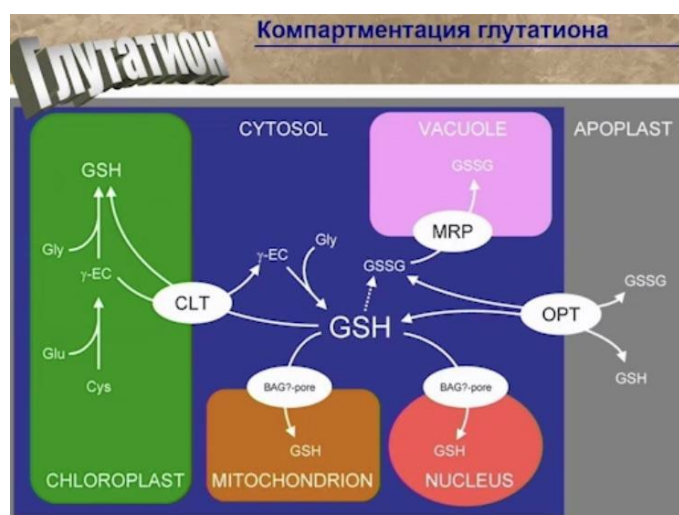 Глутатион
Компартментация глутатиона
CYTOSOL
VACUOLE
APOPLAST
GSH
GSSG
MRP
Gly
γ-EC
Gly
γ-EC
GSSG
CLT
GSH
OPT
GSSG
GSH
Glu
Cys
BAG?-pore
BAG?-pore
GSH
GSH
CHLOROPLAST
MITOCHONDRION
NUCLEUS